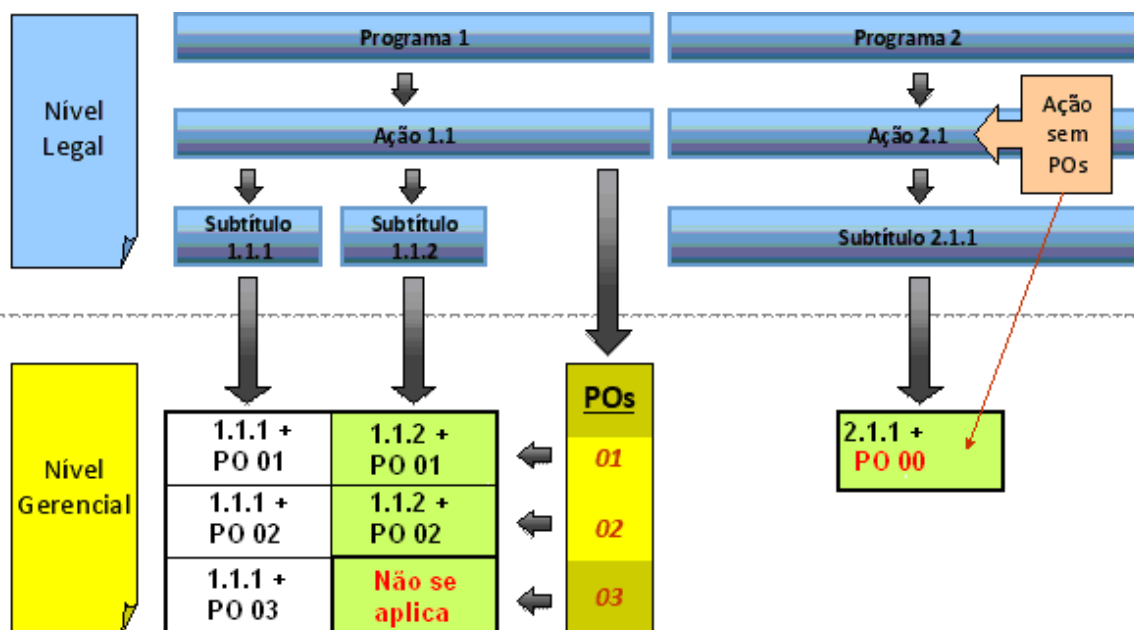 Nível
Legal
Programa 1
Programa 2
Ação 1.1
Ação 2.1
Ação
sem
POs
Subtítulo
1.1.1
Subtítulo
1.1.2
Subtítulo 2.1.1
Nível
Gerencial
1.1.1 +
PO 01
1.1.2 +
PO 01
1.1.1 +
PO 02
1.1.2 +
PO 02
1.1.1 +
PO 03
Não se
aplica
POs
01
02
03
2.1.1 +
PO 00